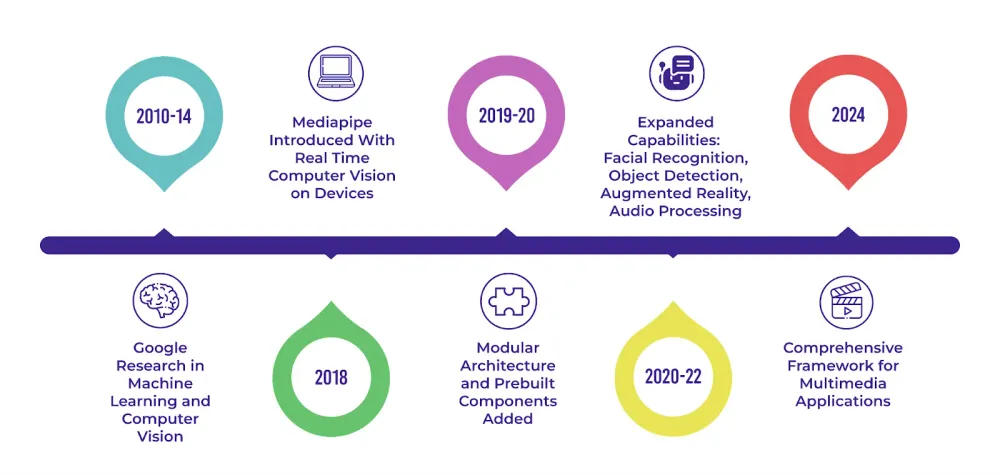 2010-14
Google
Research in
Machine
Learning and
Computer
Vision
Mediapipe
Introduced With
Real Time
Computer Vision
on Devices
2018
2019-20
Modular
Architecture
and Prebuilt
Components
Added
Expanded
Capabilities:
Facial Recognition,
Object Detection,
Augmented Reality,
Audio Processing
2020-22
2024
Comprehensive
Framework for
Multimedia
Applications